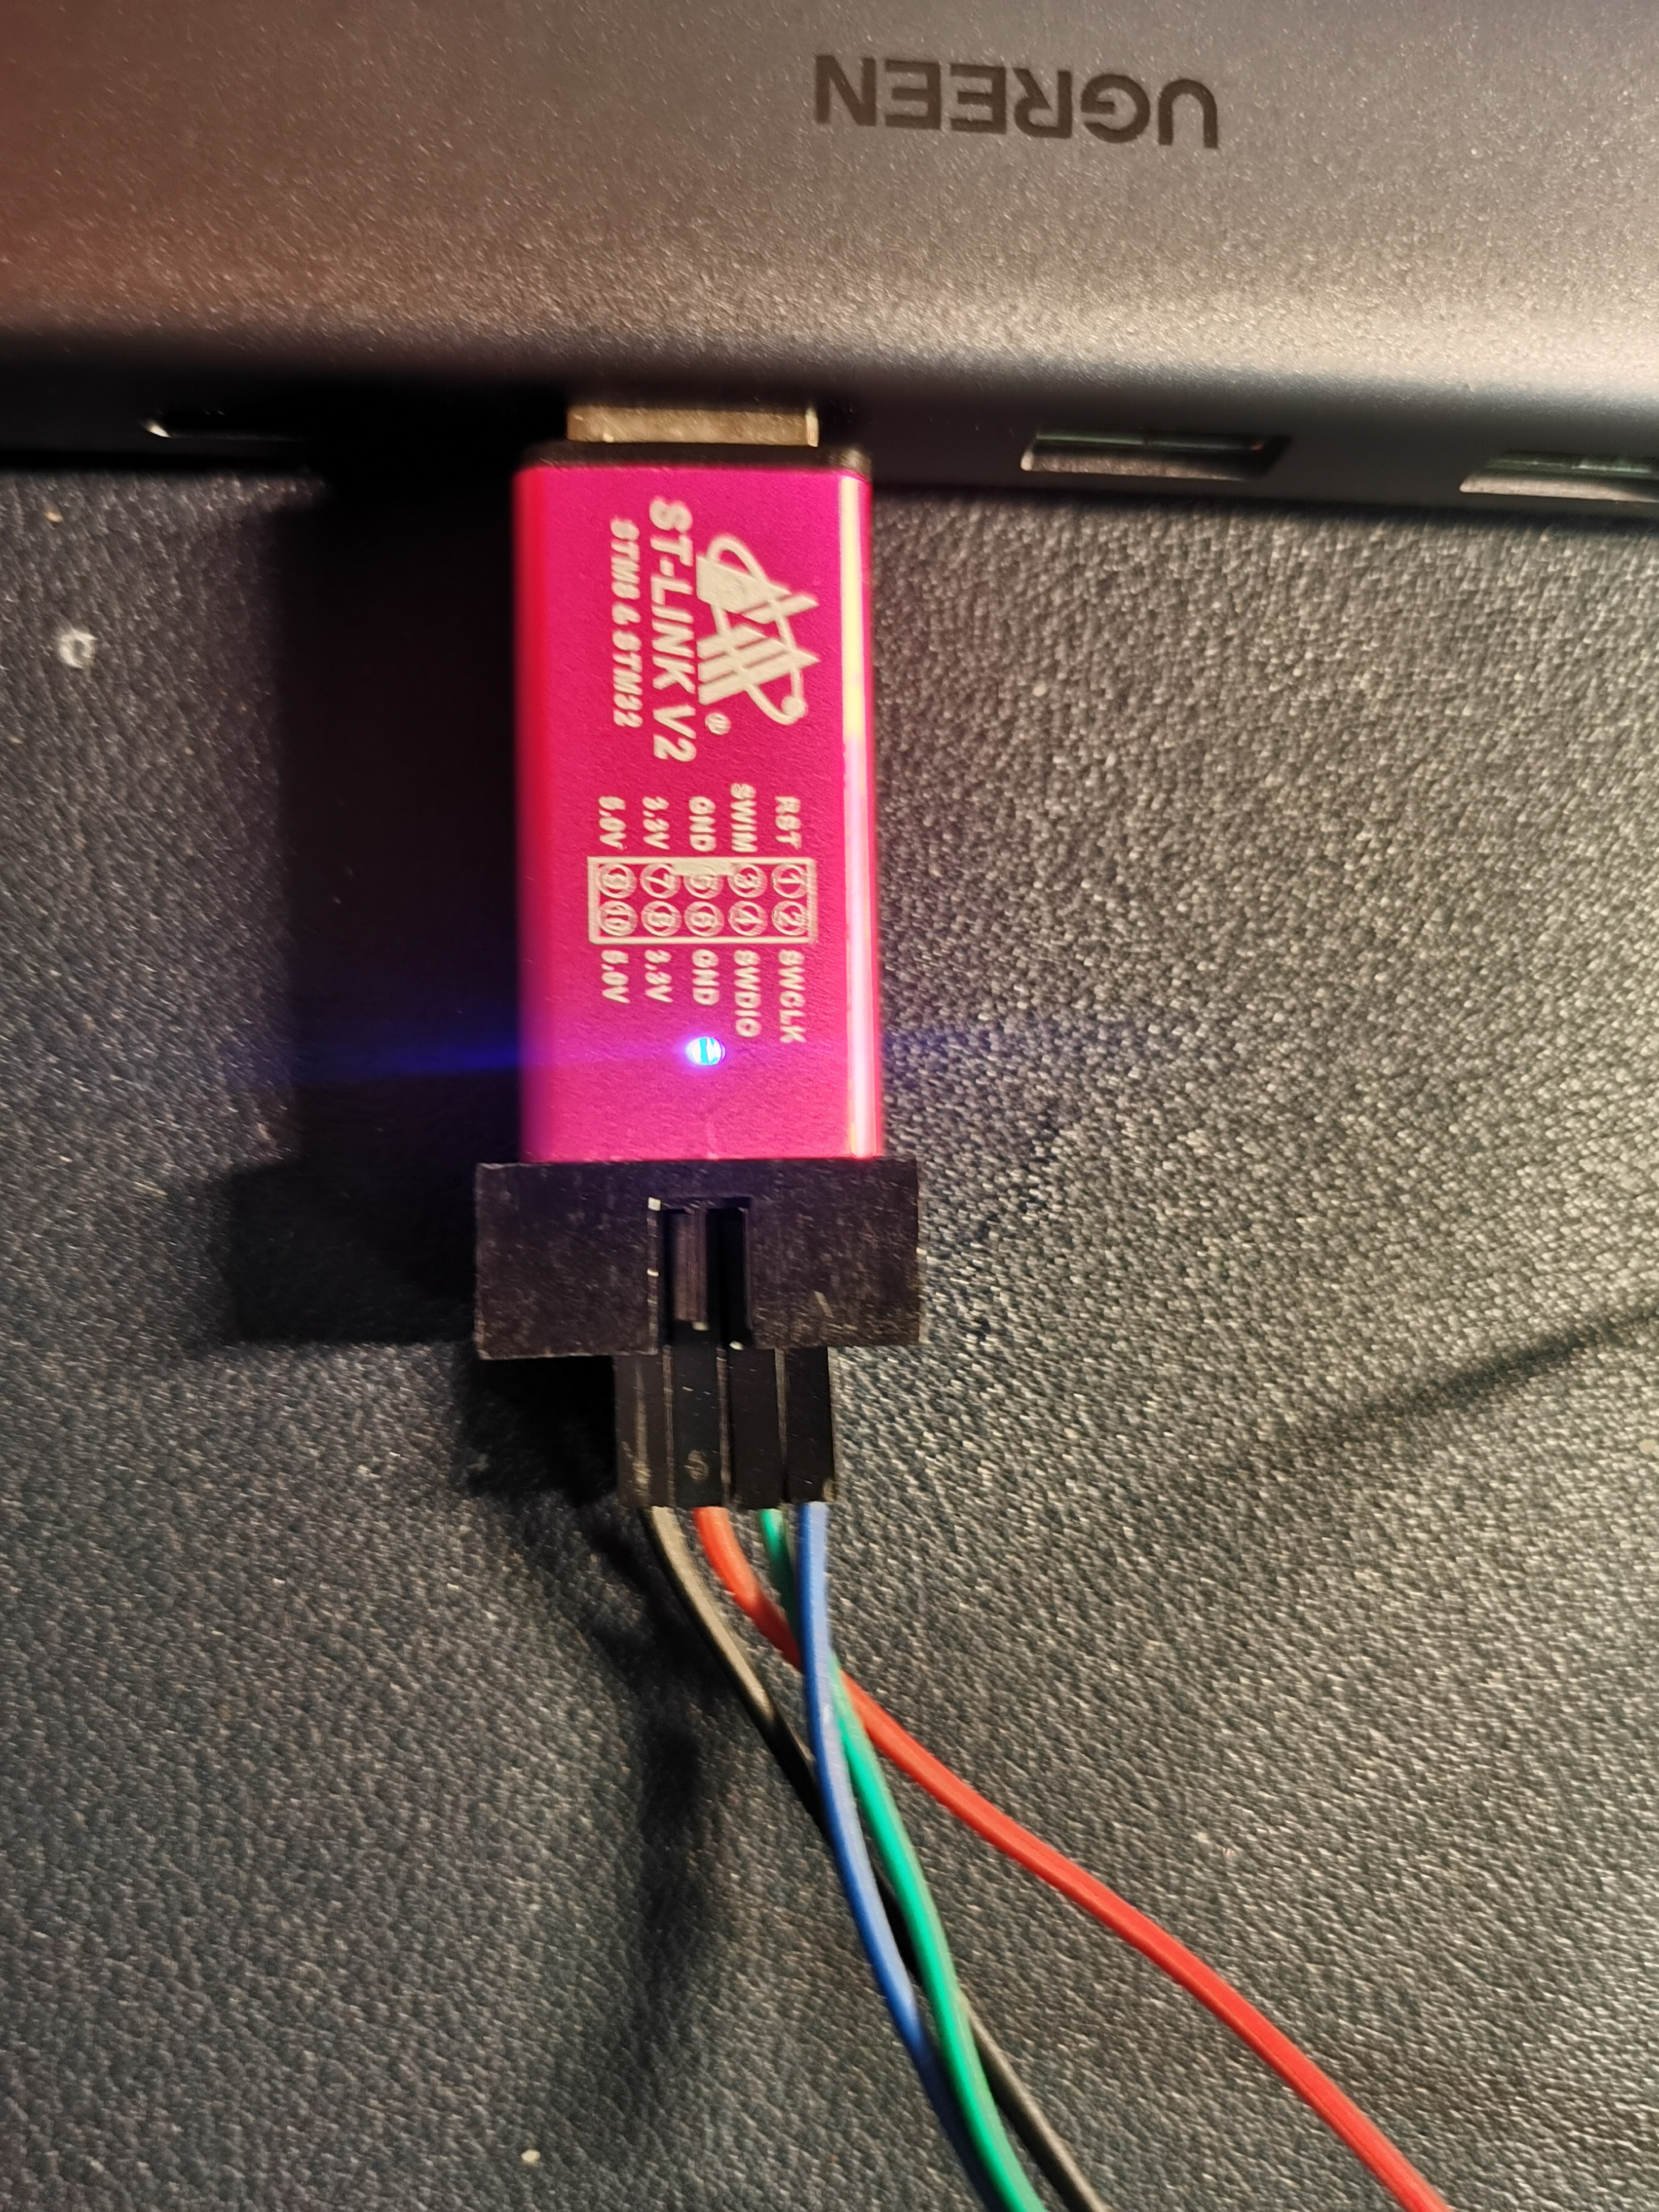 UGREEN
®
ST-LINK V2
STM8 & STM32
RST ① ② SWCLK
SWIM ③ ④ SWDIO
GND ⑤ ⑥ GND
3.3V ⑦ ⑧ 3.3V
5.0V ⑨ ⑩ 5.0V